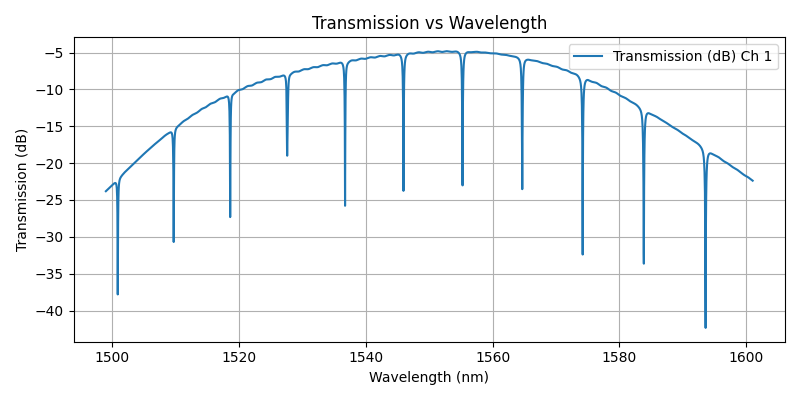 Transmission vs Wavelength
Transmission (dB) Ch 1
Transmission (dB)
−5
−10
−15
−20
−25
−30
−35
−40
1500 1520 1540 1560 1580 1600
Wavelength (nm)